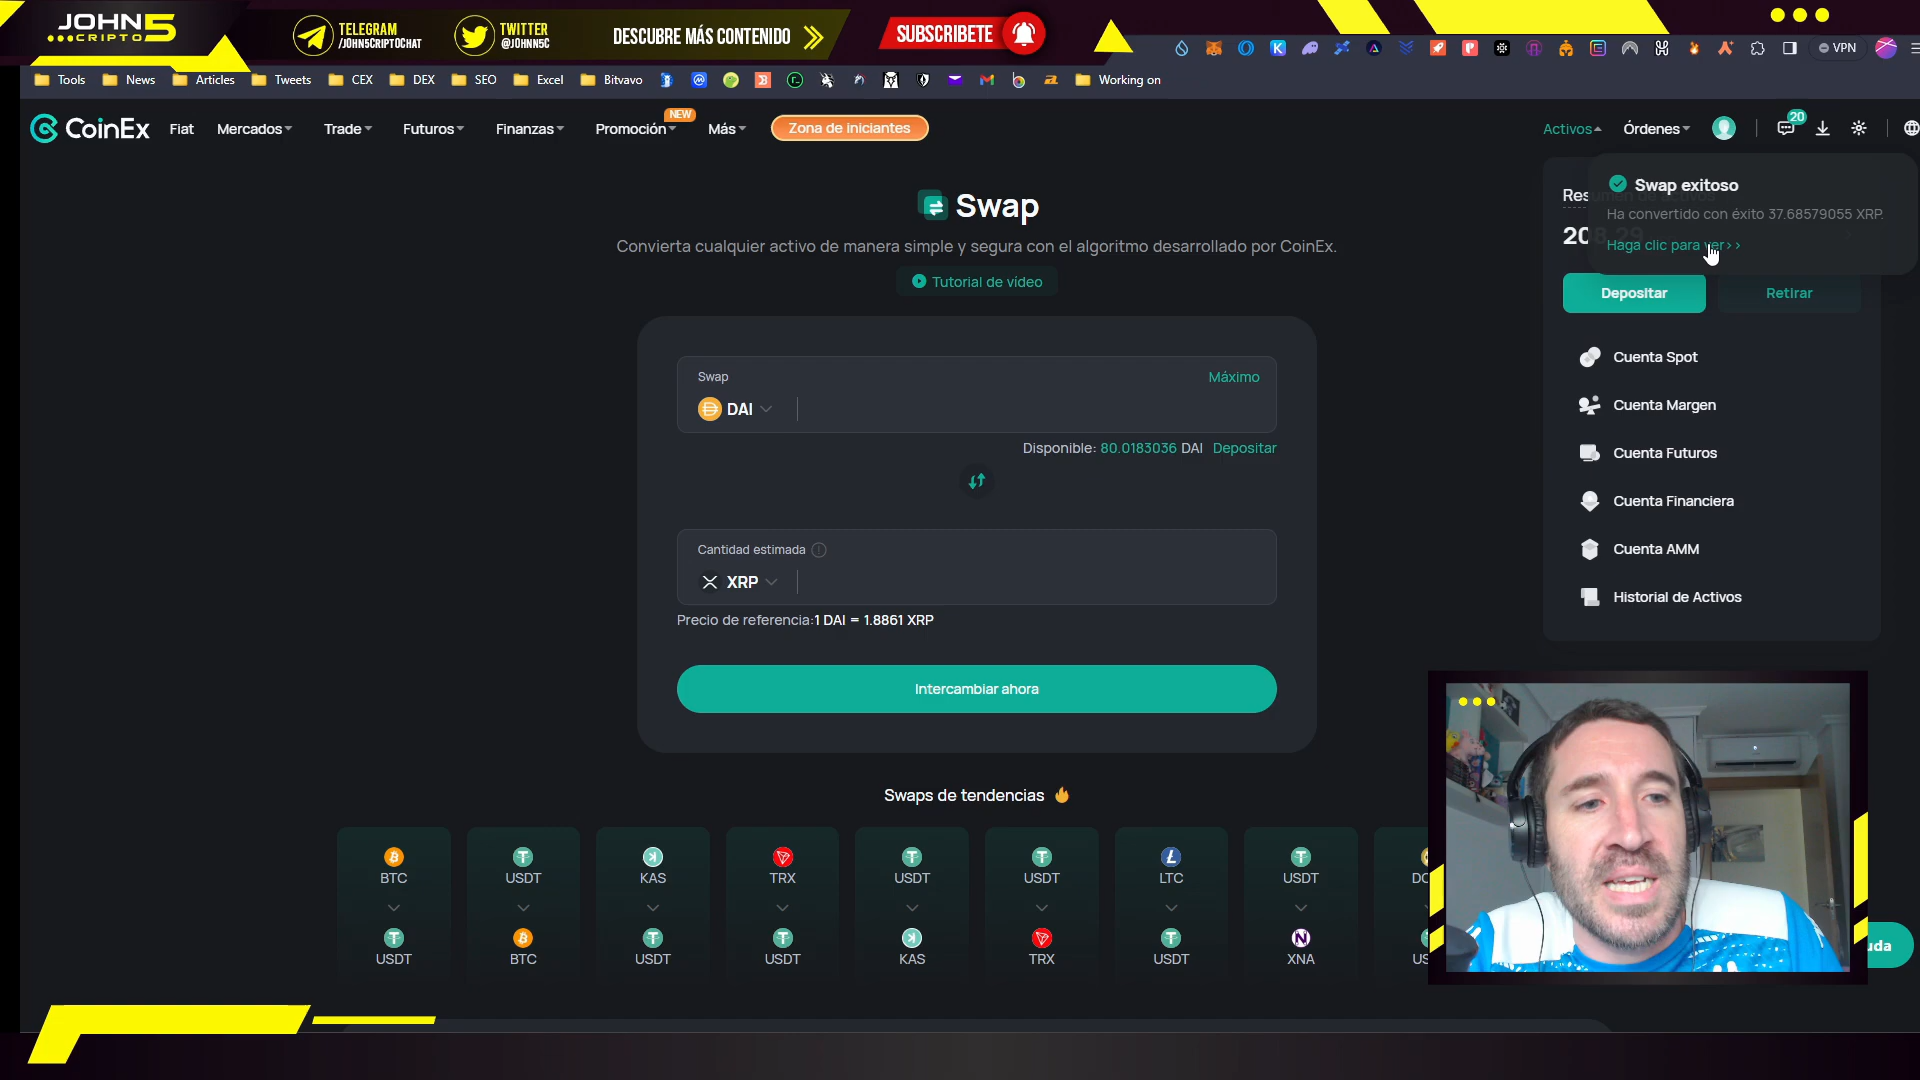 JOHN5
CRIPTO
TELEGRAM
/JOHN5CRIPTOCHAT
TWITTER
@J0HNN5C
DESCUBRE MÁS CONTENIDO
SUBSCRIBETE
VPN
Tools
News
Articles
Tweets
CEX
DEX
SEO
Excel
Bitvavo
Working on
CoinEx
Fiat
Mercados
Trade
Futuros
Finanzas
Promoción
NEW
Más
Zona de iniciantes
Activos
Órdenes
20
Swap
Convierta cualquier activo de manera simple y segura con el algoritmo desarrollado por CoinEx.
Tutorial de vídeo
Swap
Máximo
DAI
Disponible: 80.0183036 DAI Depositar
Cantidad estimada
XRP
Precio de referencia:1 DAI = 1.8861 XRP
Intercambiar ahora
Swap exitoso
Ha convertido con éxito 37.68579055 XRP.
Haga clic para ver>>
Depositar
Retirar
Cuenta Spot
Cuenta Margen
Cuenta Futuros
Cuenta Financiera
Cuenta AMM
Historial de Activos
Swaps de tendencias
BTC
USDT
KAS
TRX
USDT
USDT
LTC
USDT
USDT
BTC
USDT
USDT
KAS
TRX
USDT
XNA